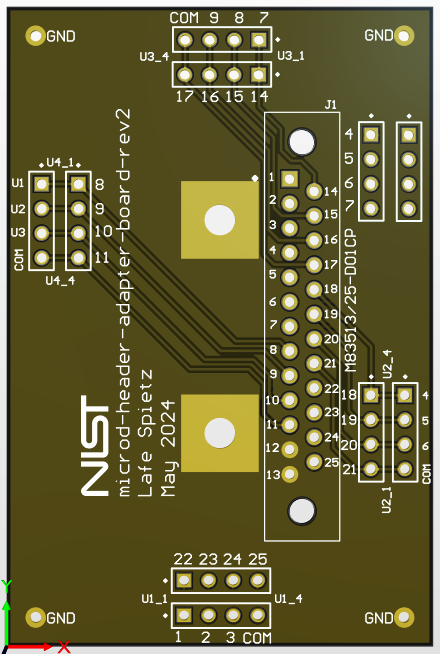 COM 9 8 7
GND
GND
U3_4
U3_1
17 16 15 14
J1
4
5
6
7
U4_1
U1
U2
U3
COM
8
9
10
11
U4_4
1
2
3
4
5
6
7
8
9
10
11
12
13
14
15
16
17
18
19
20
21
22
23
24
25
M83513/25-D01CP
NIST
microd-header-adapter-board-rev2
Lafe Spietz
May 2024
U2_4
18
19
20
21
4
5
6
COM
U2_1
22 23 24 25
U1_1
U1_4
1 2 3 COM
GND
GND
Y
X